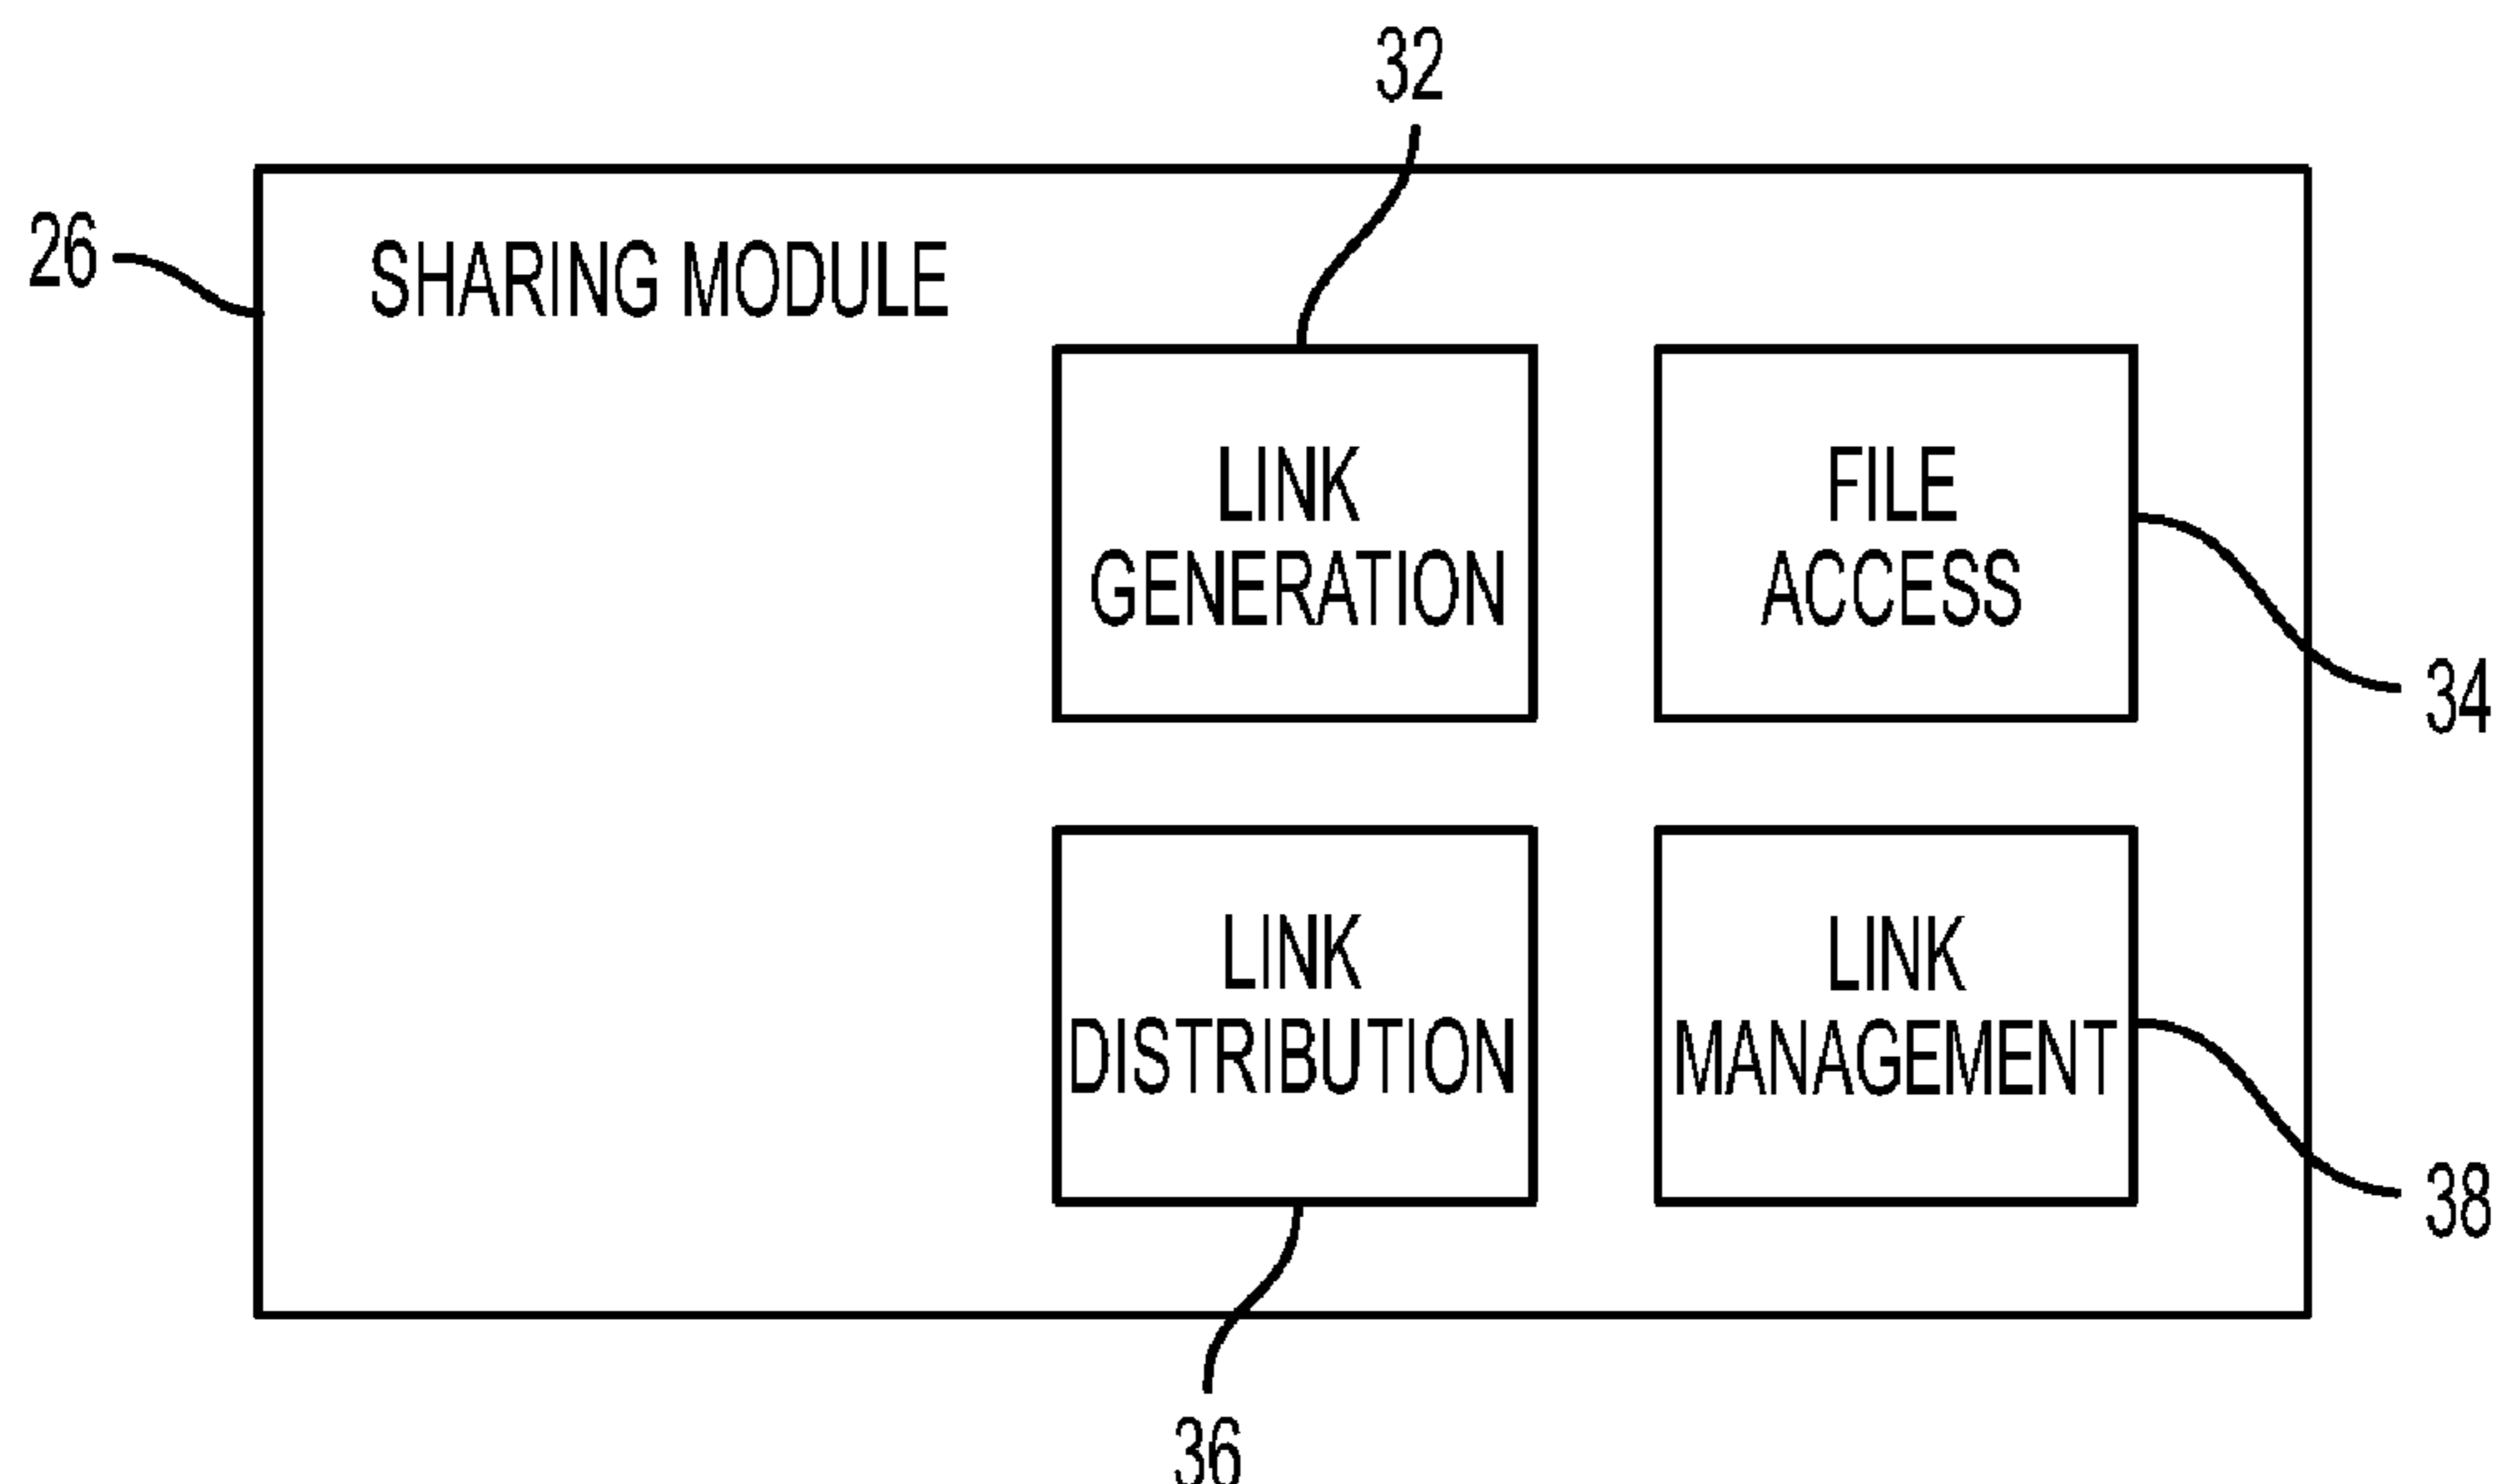 32
26
SHARING MODULE
LINK
GENERATION
FILE
ACCESS
34
LINK
DISTRIBUTION
LINK
MANAGEMENT
38
36